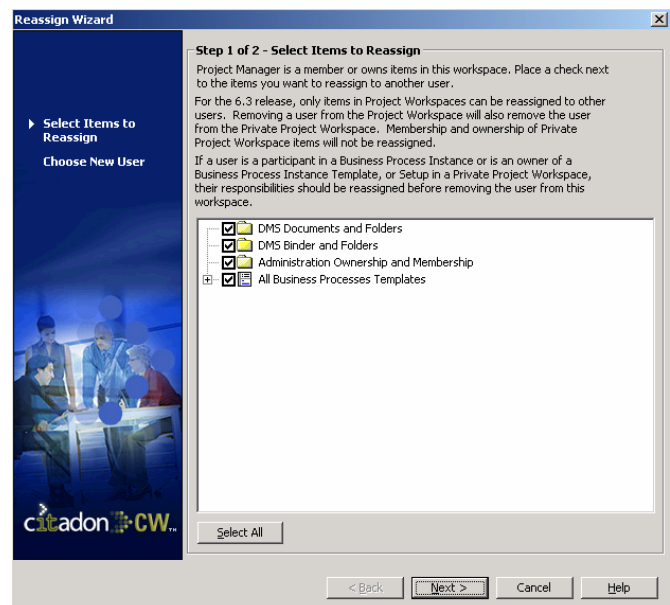 Reassign Wizard
Select Items to
Reassign
Choose New User
citadon CW™
Step 1 of 2 - Select Items to Reassign
Project Manager is a member or owns items in this workspace. Place a check next
to the items you want to reassign to another user.
For the 6.3 release, only items in Project Workspaces can be reassigned to other
users. Removing a user from the Project Workspace will also remove the user
from the Private Project Workspace. Membership and ownership of Private
Project Workspace items will not be reassigned.
If a user is a participant in a Business Process Instance or is an owner of a
Business Process Instance Template, or Setup in a Private Project Workspace,
their responsibilities should be reassigned before removing the user from this
workspace.
DMS Documents and Folders
DMS Binder and Folders
Administration Ownership and Membership
All Business Processes Templates
Select All
< Back Next > Cancel Help